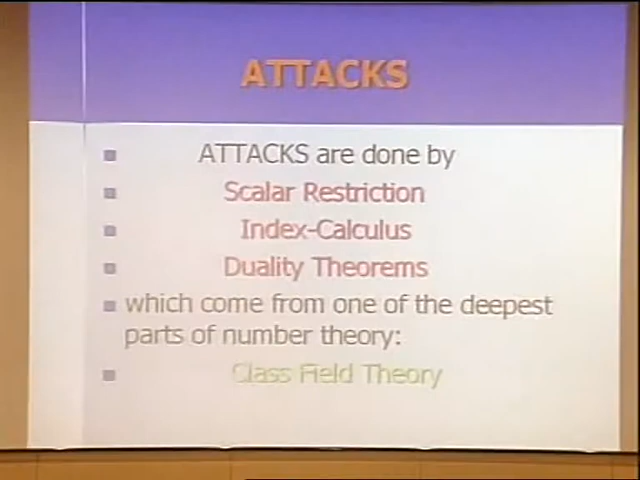 ATTACKS
ATTACKS are done by
Scalar Restriction
Index-Calculus
Duality Theorems
which come from one of the deepest
parts of number theory:
Class Field Theory